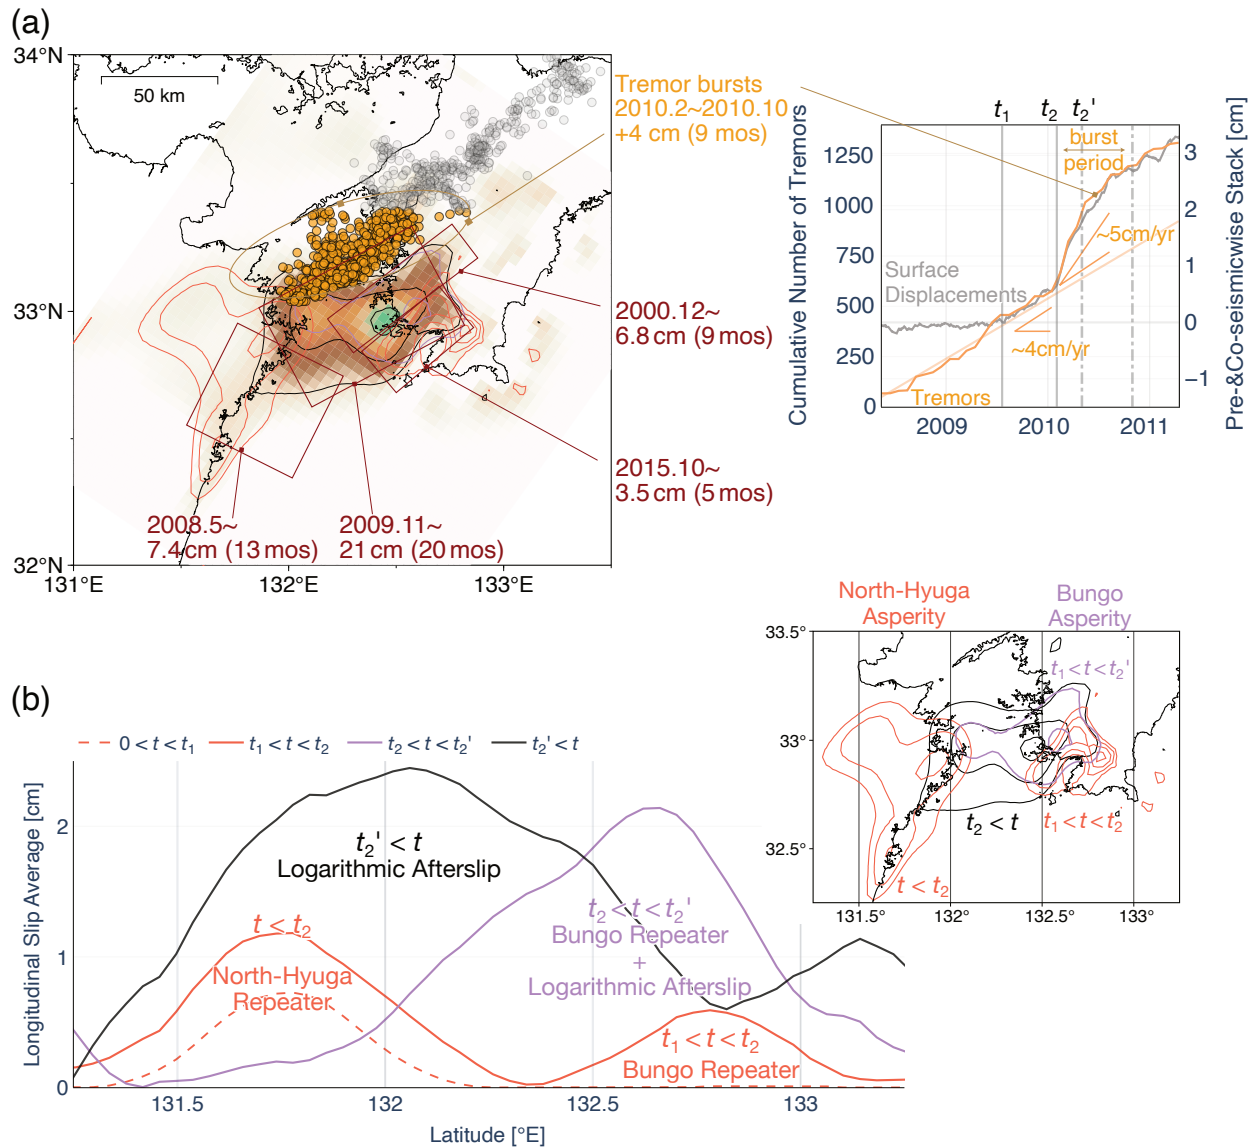 (a)
34°N
33°N
32°N
131°E
132°E
133°E
50 km
Tremor bursts
2010.2~2010.10
+4 cm (9 mos)
2000.12~
6.8 cm (9 mos)
2015.10~
3.5 cm (5 mos)
2008.5~
7.4 cm (13 mos)
2009.11~
21 cm (20 mos)
t1
t2
t2'
burst
period
~5cm/yr
Surface
Displacements
~4cm/yr
Tremors
Cumulative Number of Tremors
1250
1000
750
500
250
0
2009
2010
2011
Pre-&Co-seismicwise Stack [cm]
3
2
1
0
−1
North-Hyuga
Asperity
Bungo
Asperity
33.5°
33°
32.5°
131.5°
132°
132.5°
133°
t1 < t < t2'
t2 < t
t1 < t < t2
t < t2
(b)
0 < t < t1
t1 < t < t2
t2 < t < t2'
t2' < t
Longitudinal Slip Average [cm]
2
1
0
131.5
132
132.5
133
Latitude [°E]
t2' < t
Logarithmic Afterslip
t < t2
North-Hyuga
Repeater
t2 < t < t2'
Bungo Repeater
+
Logarithmic Afterslip
t1 < t < t2
Bungo Repeater